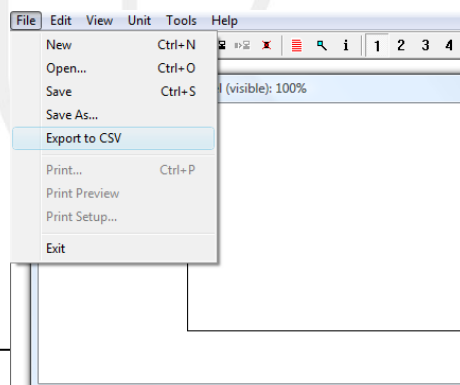 File Edit View Unit Tools Help
New Ctrl+N
i 1 2 3 4
Open... Ctrl+O
Save Ctrl+S
(visible): 100%
Save As...
Export to CSV
Print... Ctrl+P
Print Preview
Print Setup...
Exit